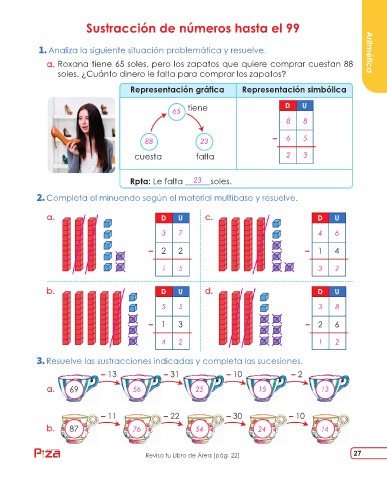 Sustracción de números hasta el 99
Aritmética
1. Analiza la siguiente situación problemática y resuelve.
a. Roxana tiene 65 soles, pero los zapatos que quiere comprar cuestan 88
soles. ¿Cuánto dinero le falta para comprar los zapatos?
Representación gráfica Representación simbólica
65 tiene
88 23
cuesta falta
D U
8 8
- 6 5
2 3
Rpta: Le falta 23 soles.
2. Completa el minuendo según el material multibase y resuelve.
a. D U
3 7
- 2 2
1 5
c. D U
4 6
- 1 4
3 2
b. D U
5 5
- 1 3
4 2
d. D U
3 8
- 2 6
1 2
3. Resuelve las sustracciones indicadas y completa las sucesiones.
- 13 - 31 - 10 - 2
a. 69 56 25 15 13
- 11 - 22 - 30 - 10
b. 87 76 54 24 14
Pizza
Revisa tu Libro de Área (pág. 22)
27